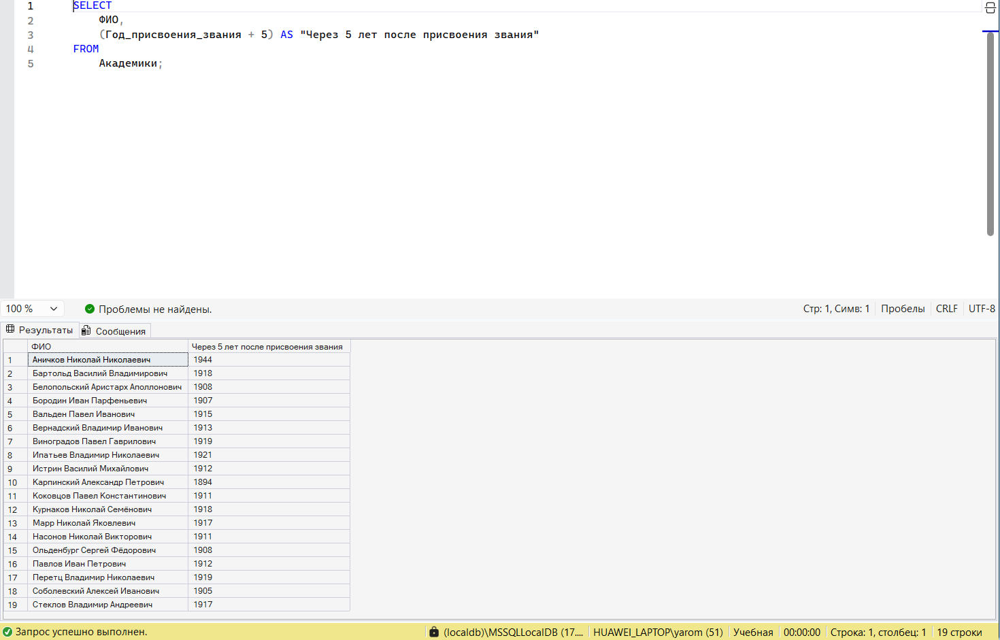 1 SELECT
2 ФИО,
3 (Год_присвоения_звания + 5) AS "Через 5 лет после присвоения звания"
4 FROM
5 Академики;
100 % Проблемы не найдены. Стр: 1, Симв: 1 Пробелы CRLF UTF-8
Результаты Сообщения
ФИО Через 5 лет после присвоения звания
1 Аничков Николай Николаевич 1944
2 Бартольд Василий Владимирович 1918
3 Белопольский Аристарх Аполлонович 1908
4 Бородин Иван Парфеньевич 1907
5 Вальден Павел Иванович 1915
6 Вернадский Владимир Иванович 1913
7 Виноградов Павел Гаврилович 1919
8 Ипатьев Владимир Николаевич 1921
9 Истрин Василий Михайлович 1912
10 Карпинский Александр Петрович 1894
11 Коковцов Павел Константинович 1911
12 Курнаков Николай Семёнович 1918
13 Марр Николай Яковлевич 1917
14 Насонов Николай Викторович 1911
15 Ольденбург Сергей Фёдорович 1908
16 Павлов Иван Петрович 1912
17 Перетц Владимир Николаевич 1919
18 Соболевский Алексей Иванович 1905
19 Стеклов Владимир Андреевич 1917
Запрос успешно выполнен. (localdb)\MSSQLLocalDB (17.... HUAWEI_LAPTOP\yarom (51) Учебная 00:00:00 Строка: 1, столбец: 1 19 строки